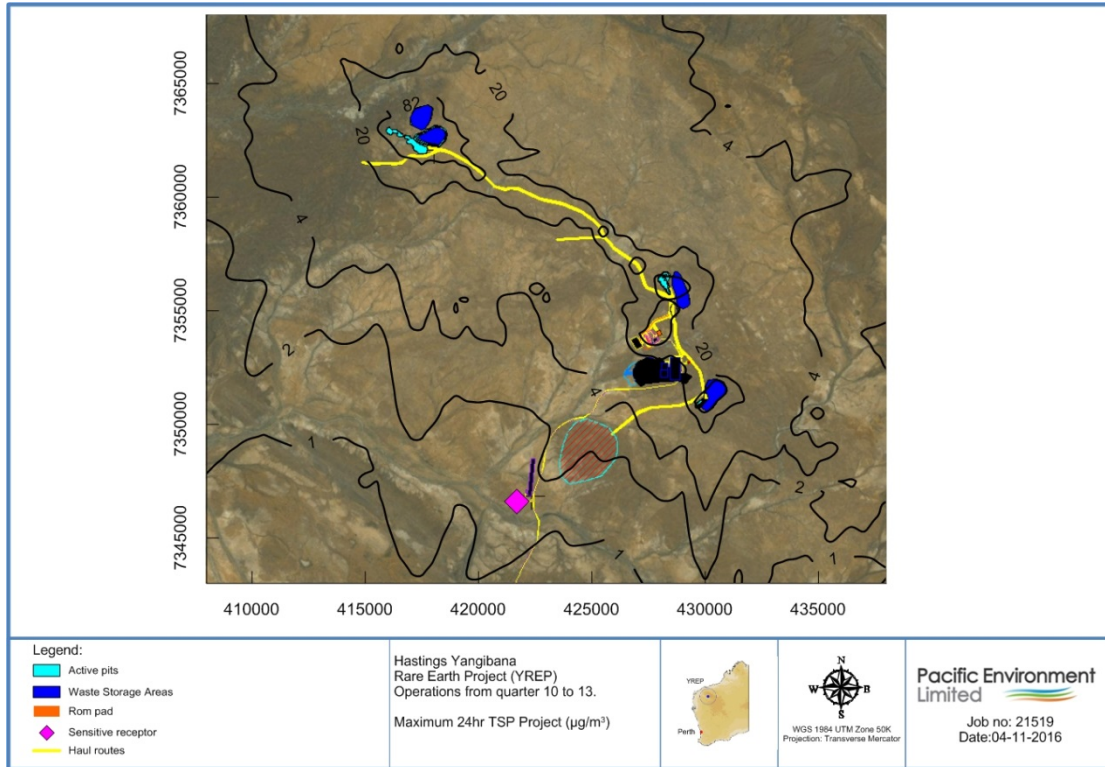 20
82
20
4
4
4
2
20
4
4
1
2
1
1
7365000
7360000
7355000
7350000
7345000
410000 415000 420000 425000 430000 435000
Legend:
Active pits
Waste Storage Areas
Rom pad
Sensitive receptor
Haul routes
Hastings Yangibana
Rare Earth Project (YREP)
Operations from quarter 10 to 13.
Maximum 24hr TSP Project (µg/m³)
YREP
Perth
N
W B
S
WGS 1984 UTM Zone 50K
Projection: Transverse Mercator
Pacific Environment
Limited
Job no: 21519
Date:04-11-2016